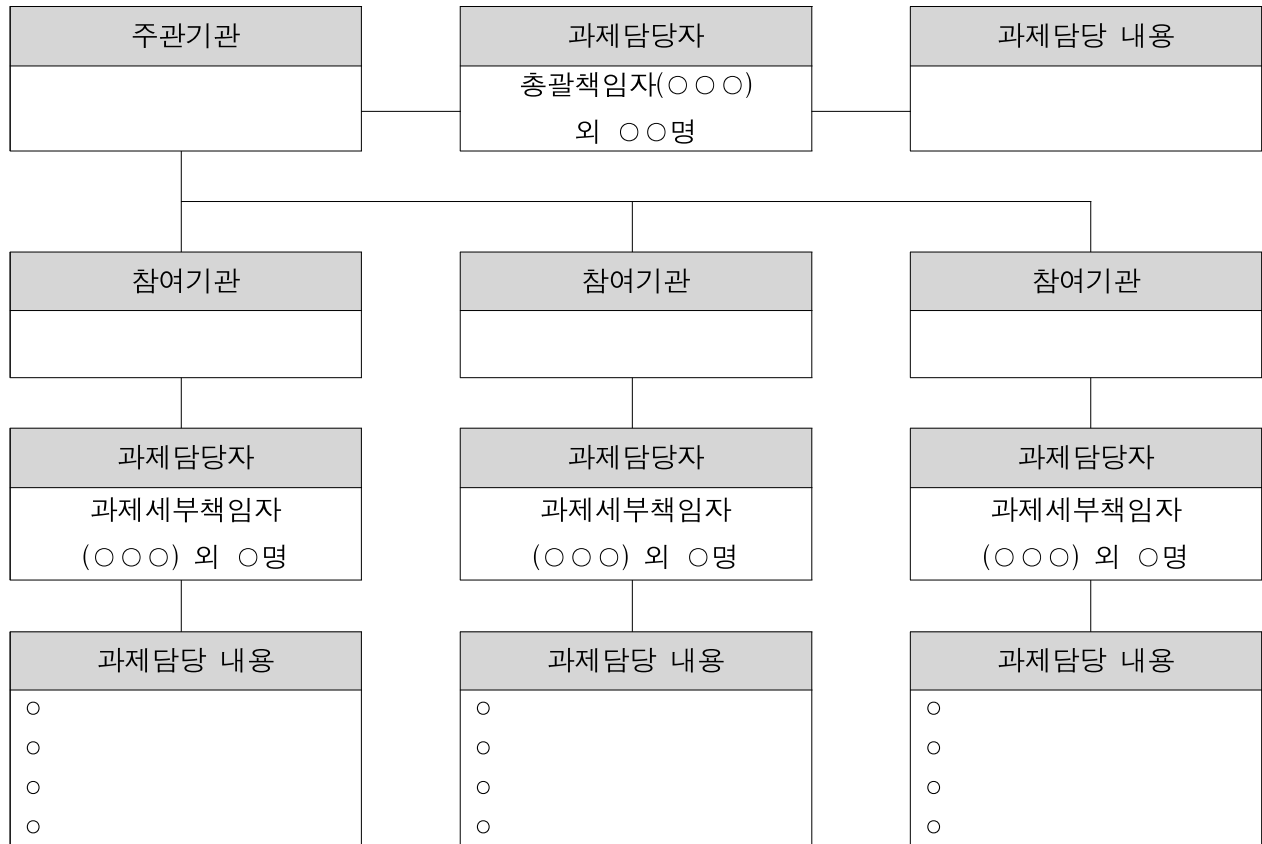 주관기관
과제담당자
과제담당 내용
총괄책임자(○○○)
외 ○○명
참여기관
참여기관
참여기관
과제담당자
과제담당자
과제담당자
과제세부책임자
(○○○) 외 ○명
과제세부책임자
(○○○) 외 ○명
과제세부책임자
(○○○) 외 ○명
과제담당 내용
과제담당 내용
과제담당 내용
○
○
○
○
○
○
○
○
○
○
○
○